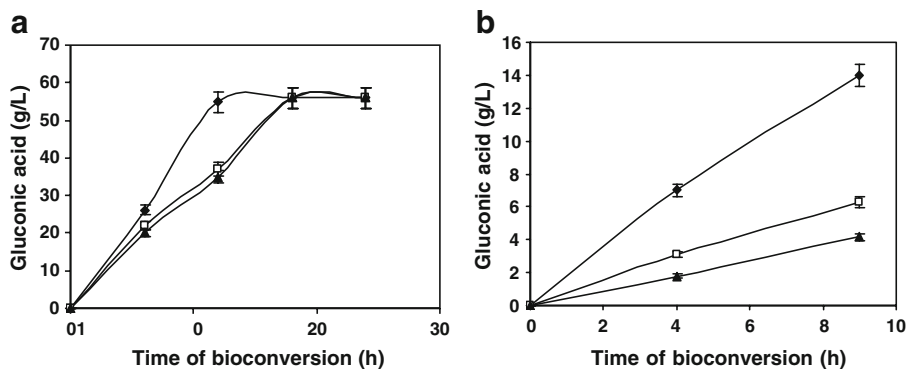 a
70
60
50
40
30
20
10
0
01 0 20 30
Time of bioconversion (h)
Gluconic acid (g/L)
b
16
14
12
10
8
6
4
2
0
0 2 4 6 8 10
Time of bioconversion (h)
Gluconic acid (g/L)